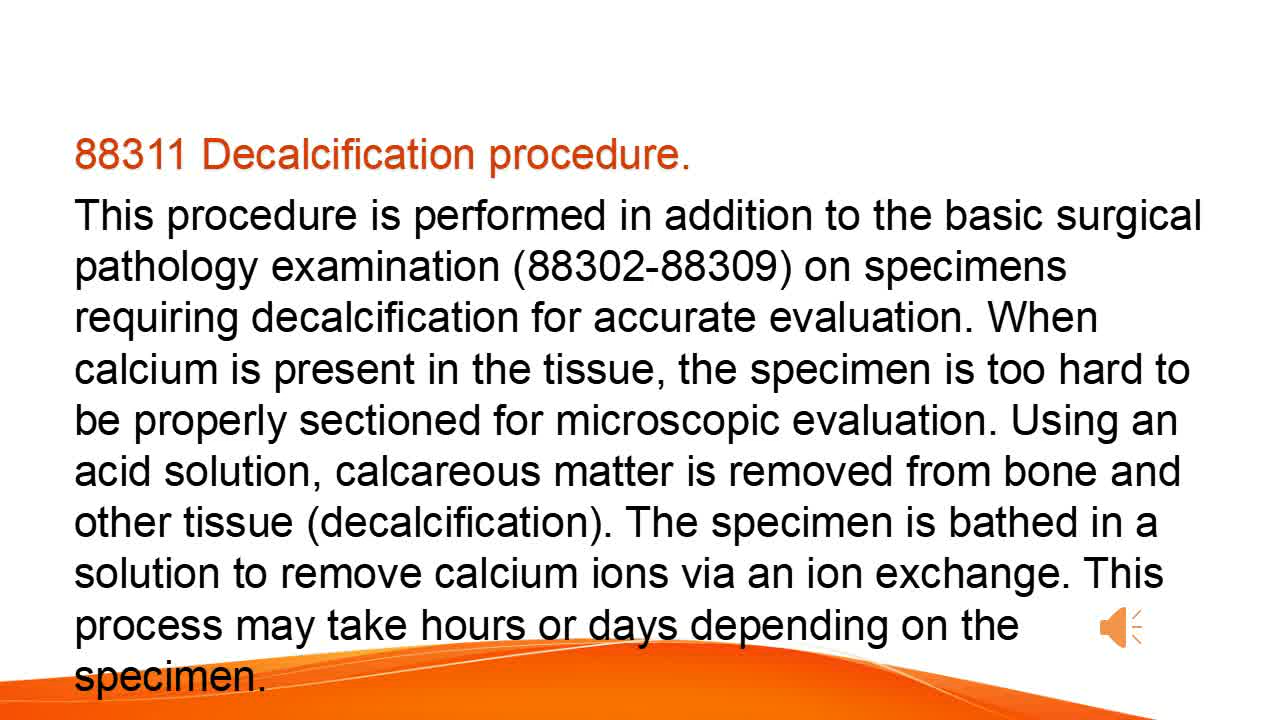 88311 Decalcification procedure.
This procedure is performed in addition to the basic surgical
pathology examination (88302-88309) on specimens
requiring decalcification for accurate evaluation. When
calcium is present in the tissue, the specimen is too hard to
be properly sectioned for microscopic evaluation. Using an
acid solution, calcareous matter is removed from bone and
other tissue (decalcification). The specimen is bathed in a
solution to remove calcium ions via an ion exchange. This
process may take hours or days depending on the
specimen.